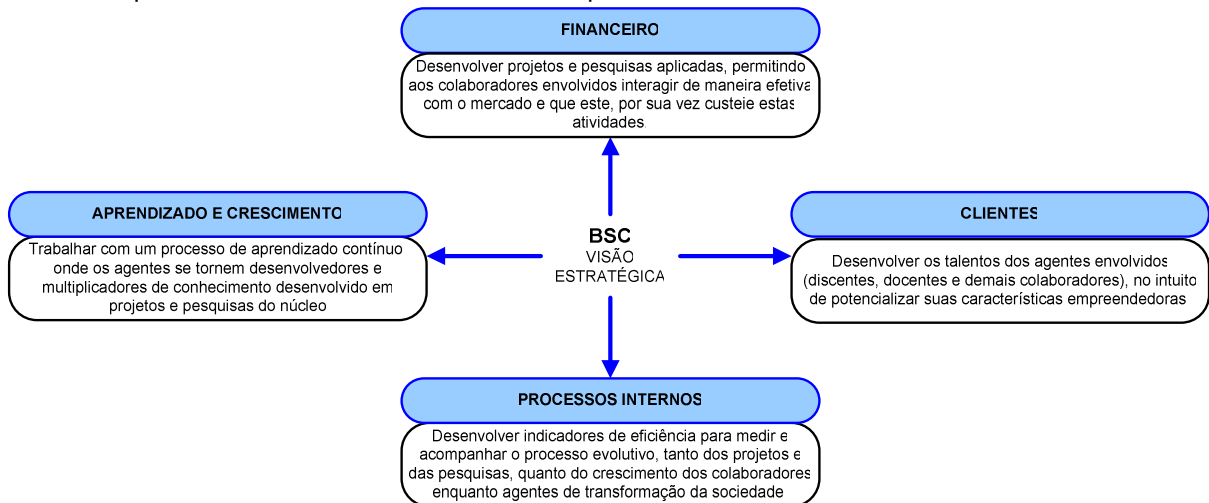 FINANCEIRO
Desenvolver projetos e pesquisas aplicadas, permitindo
aos colaboradores envolvidos interagir de maneira efetiva
com o mercado e que este, por sua vez custeie estas
atividades
APRENDIZADO E CRESCIMENTO
Trabalhar com um processo de aprendizado contínuo
onde os agentes se tornem desenvolvedores e
multiplicadores de conhecimento desenvolvido em
projetos e pesquisas do núcleo
BSC
VISÃO
ESTRATÉGICA
CLIENTES
Desenvolver os talentos dos agentes envolvidos
(discentes, docentes e demais colaboradores), no intuito
de potencializar suas características empreendedoras
PROCESSOS INTERNOS
Desenvolver indicadores de eficiência para medir e
acompanhar o processo evolutivo, tanto dos projetos e
das pesquisas, quanto do crescimento dos colaboradores
enquanto agentes de transformação da sociedade